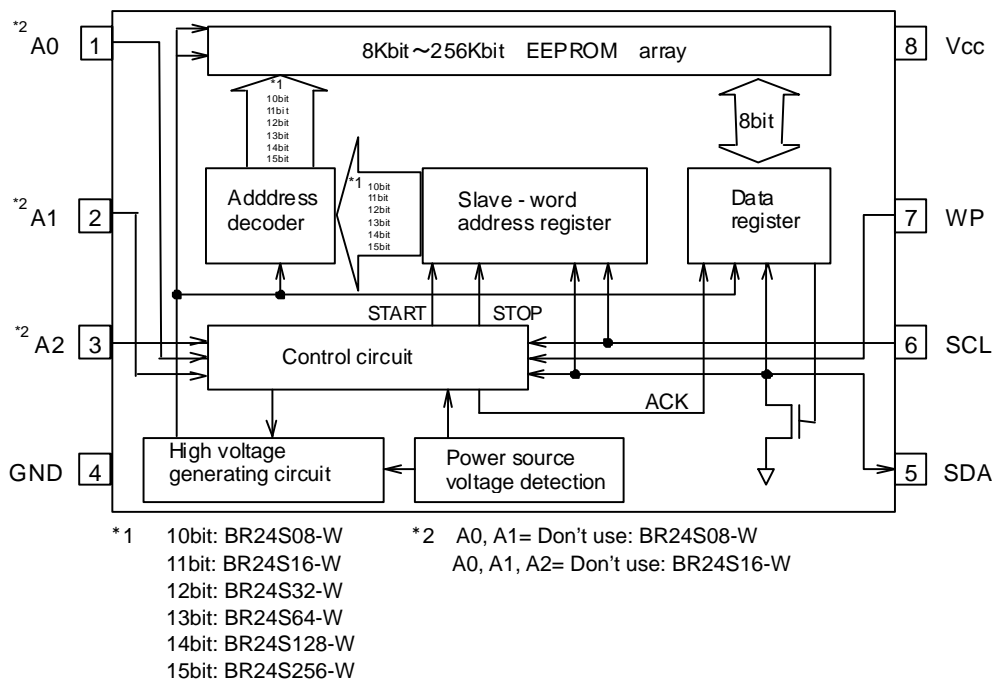 *2 A0 1
8Kbit～256Kbit EEPROM array
8 Vcc
*1
10bit
11bit
12bit
13bit
14bit
15bit
8bit
*2 A1 2
Adddress
decoder
*1 10bit
11bit
12bit
13bit
14bit
15bit
Slave - word
address register
Data
register
7 WP
START STOP
*2 A2 3
Control circuit
6 SCL
ACK
GND 4
High voltage
generating circuit
Power source
voltage detection
5 SDA
*1 10bit: BR24S08-W
11bit: BR24S16-W
12bit: BR24S32-W
13bit: BR24S64-W
14bit: BR24S128-W
15bit: BR24S256-W
*2 A0, A1= Don't use: BR24S08-W
A0, A1, A2= Don't use: BR24S16-W